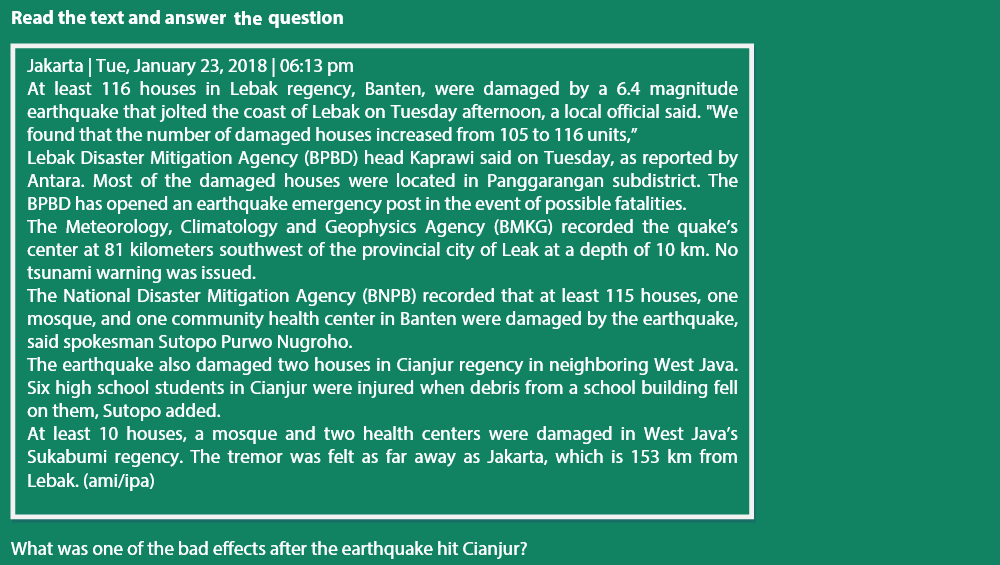 Read the text and answer the question
Jakarta | Tue, January 23, 2018 | 06:13 pm
At least 116 houses in Lebak regency, Banten, were damaged by a 6.4 magnitude
earthquake that jolted the coast of Lebak on Tuesday afternoon, a local official said. "We
found that the number of damaged houses increased from 105 to 116 units,”
Lebak Disaster Mitigation Agency (BPBD) head Kaprawi said on Tuesday, as reported by
Antara. Most of the damaged houses were located in Panggarangan subdistrict. The
BPBD has opened an earthquake emergency post in the event of possible fatalities.
The Meteorology, Climatology and Geophysics Agency (BMKG) recorded the quake’s
center at 81 kilometers southwest of the provincial city of Leak at a depth of 10 km. No
tsunami warning was issued.
The National Disaster Mitigation Agency (BNPB) recorded that at least 115 houses, one
mosque, and one community health center in Banten were damaged by the earthquake,
said spokesman Sutopo Purwo Nugroho.
The earthquake also damaged two houses in Cianjur regency in neighboring West Java.
Six high school students in Cianjur were injured when debris from a school building fell
on them, Sutopo added.
At least 10 houses, a mosque and two health centers were damaged in West Java’s
Sukabumi regency. The tremor was felt as far away as Jakarta, which is 153 km from
Lebak. (ami/ipa)
What was one of the bad effects after the earthquake hit Cianjur?